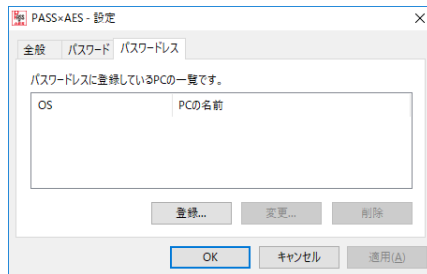 PASS×AES - 設定
全般 パスワード パスワードレス
パスワードレスに登録しているPCの一覧です。
OS PCの名前
登録... 変更... 削除
OK キャンセル 適用(A)